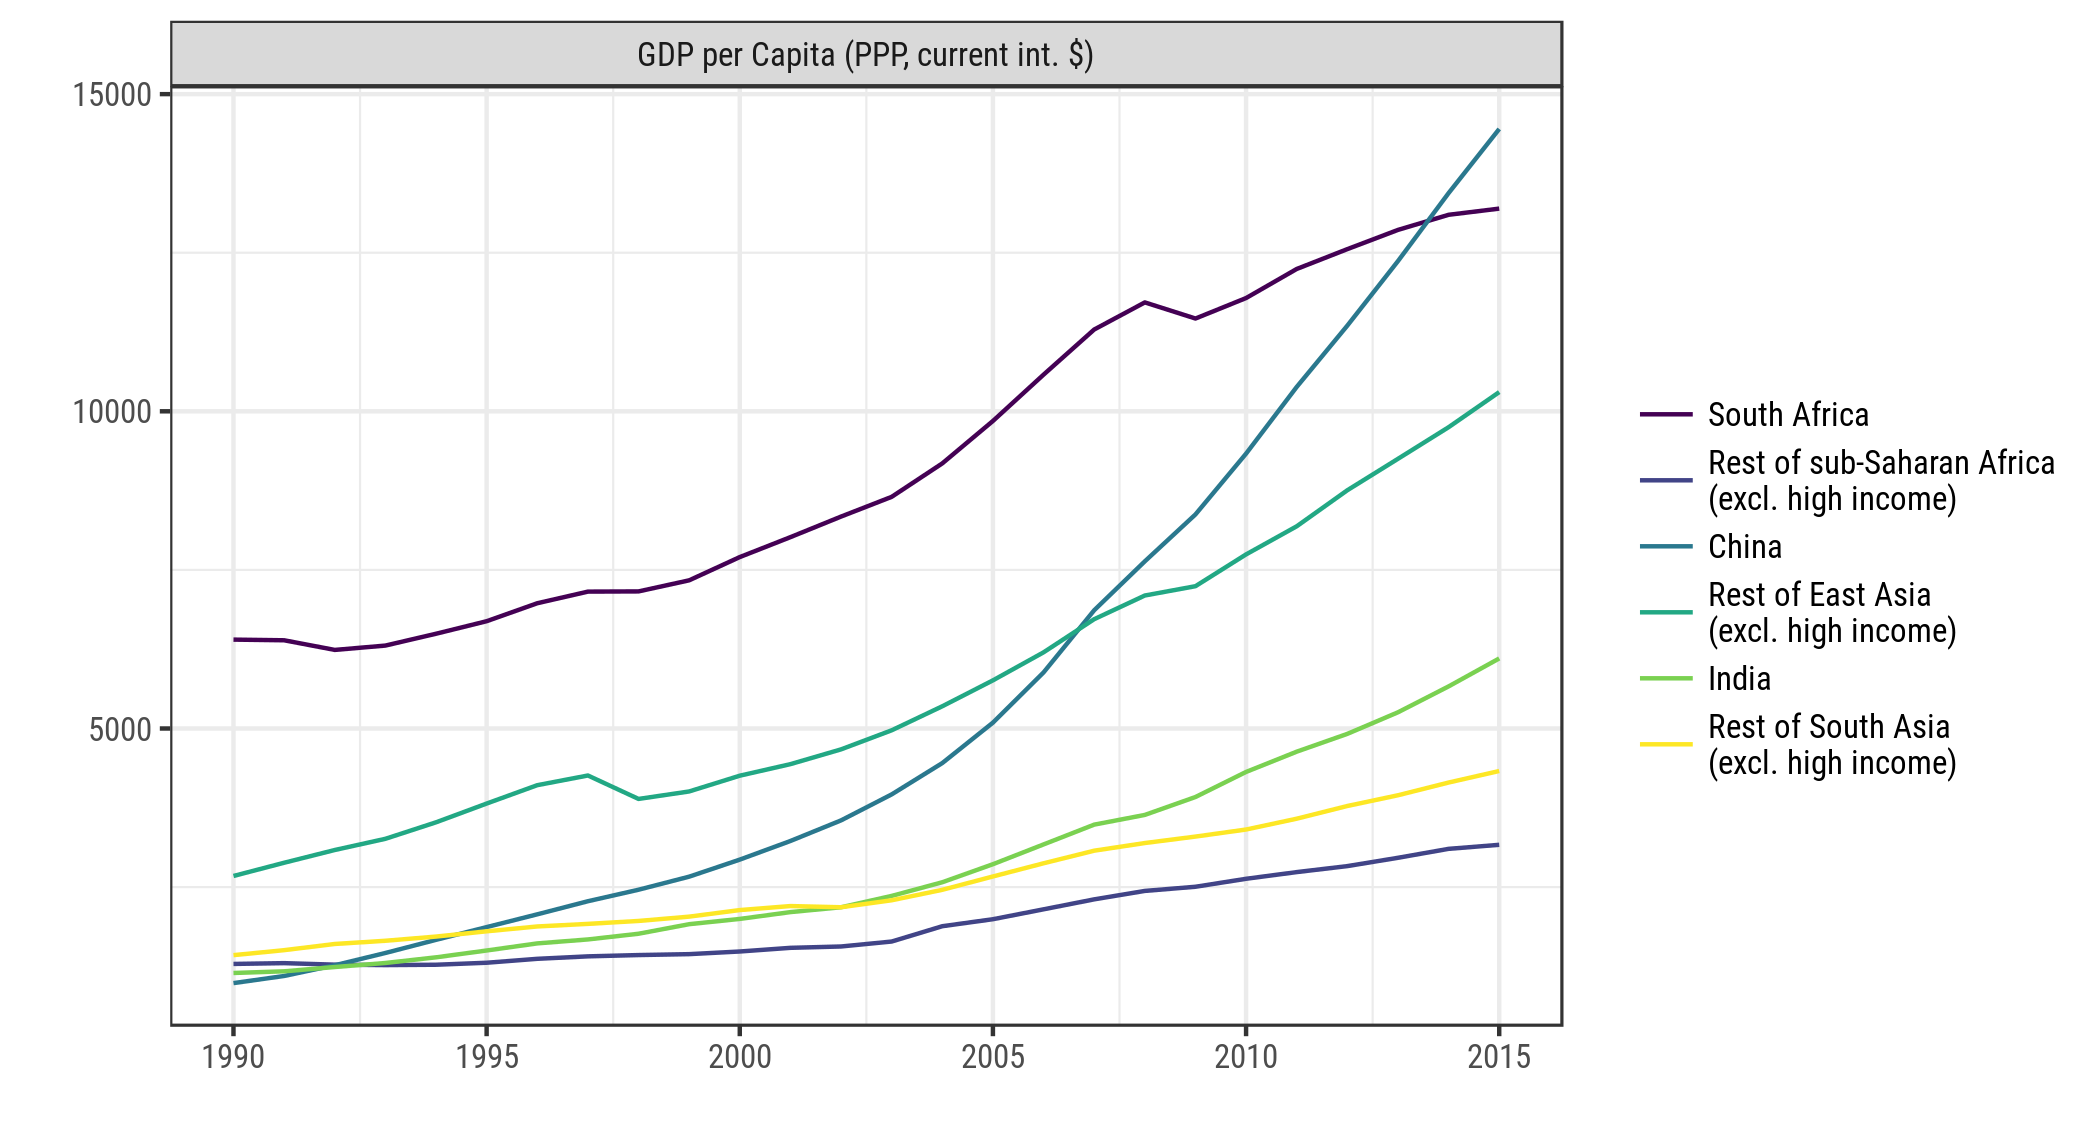 GDP per Capita (PPP, current int. $)
15000
10000
5000
1990
1995
2000
2005
2010
2015
South Africa
Rest of sub-Saharan Africa
(excl. high income)
China
Rest of East Asia
(excl. high income)
India
Rest of South Asia
(excl. high income)